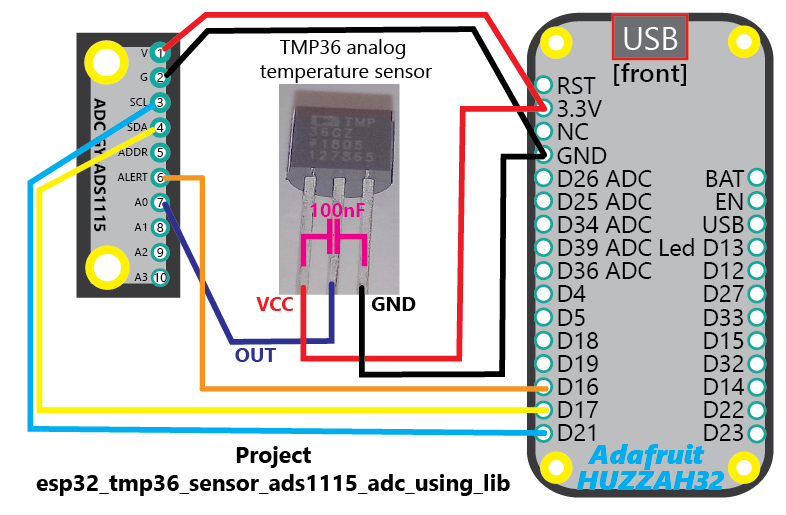 V 1
G 2
SCL 3
SDA 4
ADDR 5
ALERT 6
A0 7
A1 8
A2 9
A3 10
ADC GY ADS1115
TMP36 analog
temperature sensor
TMP
36GZ
#1805
127855
100nF
VCC
GND
OUT
USB
[front]
RST
3.3V
NC
GND
D26 ADC
D25 ADC
D34 ADC
D39 ADC
D36 ADC
D4
D5
D18
D19
D16
D17
D21
BAT
EN
USB
Led D13
D12
D27
D33
D15
D32
D14
D22
D23
Adafruit
HUZZAH32
Project
esp32_tmp36_sensor_ads1115_adc_using_lib